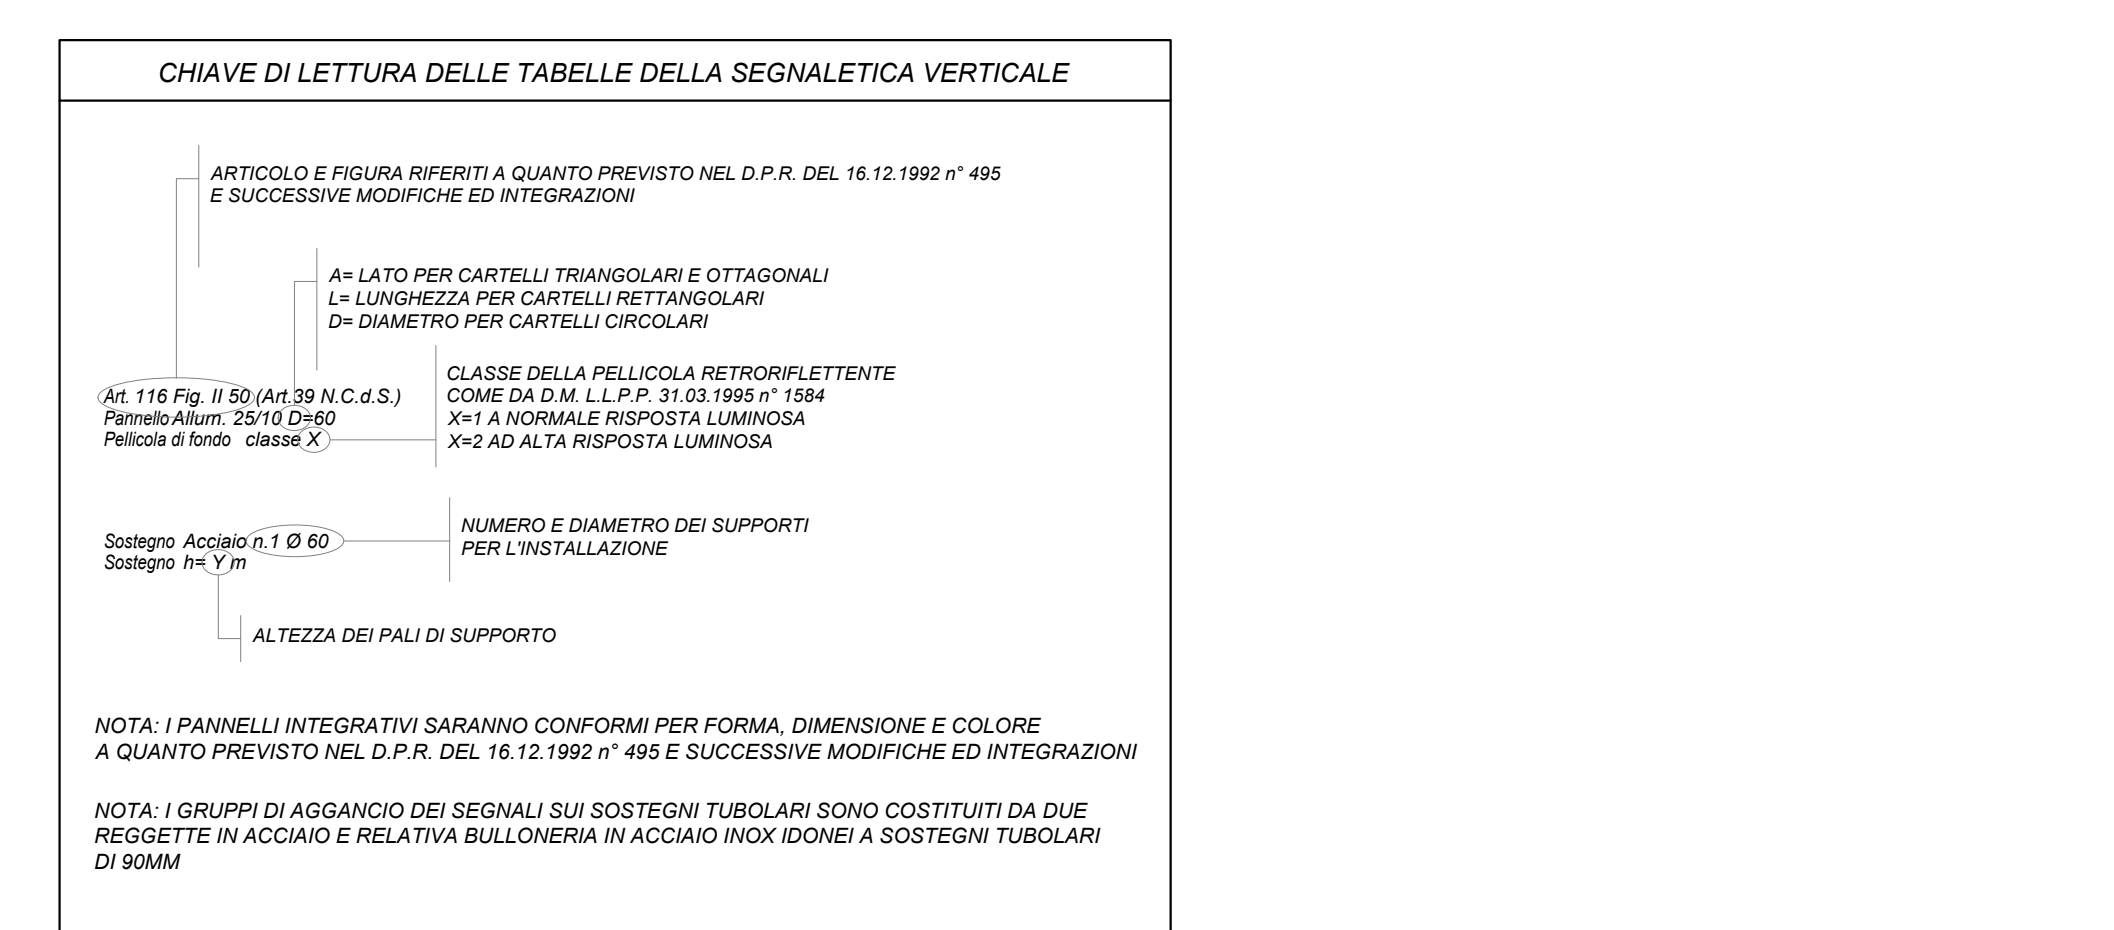 CHIAVE DI LETTURA DELLE TABELLE DELLA SEGNALETICA VERTICALE
ARTICOLO E FIGURA RIFERITI A QUANTO PREVISTO NEL D.P.R. DEL 16.12.1992 n° 495
E SUCCESSIVE MODIFICHE ED INTEGRAZIONI
A= LATO PER CARTELLI TRIANGOLARI E OTTAGONALI
L= LUNGHEZZA PER CARTELLI RETTANGOLARI
D= DIAMETRO PER CARTELLI CIRCOLARI
CLASSE DELLA PELLICOLA RETRORIFLETTENTE
COME DA D.M. L.L.P.P. 31.03.1995 n° 1584
X=1 A NORMALE RISPOSTA LUMINOSA
X=2 AD ALTA RISPOSTA LUMINOSA
Art. 116 Fig. II 50 (Art.39 N.C.d.S.)
Pannello Allum. 25/10 D=60
Pellicola di fondo classe X
NUMERO E DIAMETRO DEI SUPPORTI
PER L'INSTALLAZIONE
Sostegno Acciaio n.1 Ø 60
Sostegno h= Y m
ALTEZZA DEI PALI DI SUPPORTO
NOTA: I PANNELLI INTEGRATIVI SARANNO CONFORMI PER FORMA, DIMENSIONE E COLORE
A QUANTO PREVISTO NEL D.P.R. DEL 16.12.1992 n° 495 E SUCCESSIVE MODIFICHE ED INTEGRAZIONI
NOTA: I GRUPPI DI AGGANCIO DEI SEGNALI SUI SOSTEGNI TUBOLARI SONO COSTITUITI DA DUE
REGGETTE IN ACCIAIO E RELATIVA BULLONERIA IN ACCIAIO INOX IDONEI A SOSTEGNI TUBOLARI
DI 90MM